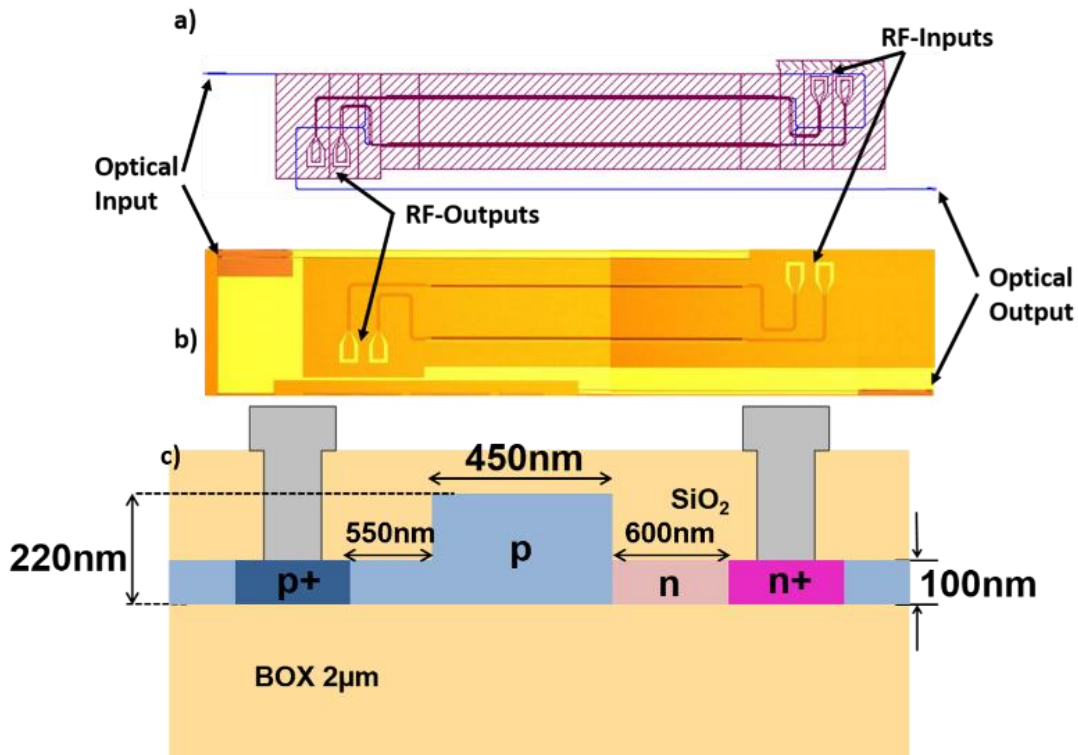 a)
RF-Inputs
Optical
Input
RF-Outputs
Optical
Output
b)
c)
450nm
SiO₂
220nm
550nm
p
600nm
p+
n
n+
100nm
BOX 2µm